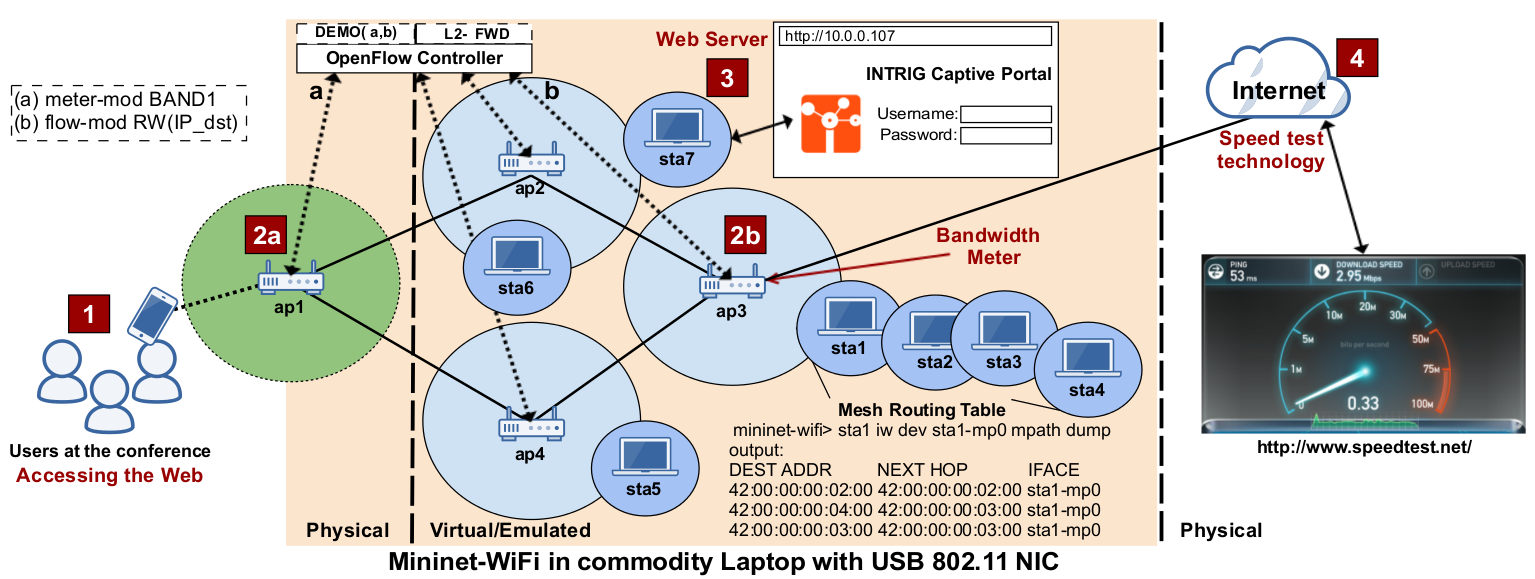 DEMO( a,b)
L2- FWD
OpenFlow Controller
a
b
(a) meter-mod BAND1
(b) flow-mod RW(IP_dst)
Web Server
3
http://10.0.0.107
INTRIG Captive Portal
Username:
Password:
4
Internet
Speed test
technology
sta7
ap2
2a
2b
Bandwidth
Meter
sta6
ap1
ap3
1
sta1
sta2
sta3
sta4
PING
53 ms
DOWNLOAD SPEED
2.95 Mbps
UPLOAD SPEED
20M
10M
30M
5M
50M
bits per second
1M
75M
0
0.33
100M
http://www.speedtest.net/
Users at the conference
Accessing the Web
ap4
sta5
Mesh Routing Table
mininet-wifi> sta1 iw dev sta1-mp0 mpath dump
output:
DEST ADDR NEXT HOP IFACE
42:00:00:00:02:00 42:00:00:00:02:00 sta1-mp0
42:00:00:00:04:00 42:00:00:00:03:00 sta1-mp0
42:00:00:00:03:00 42:00:00:00:03:00 sta1-mp0
Physical
Virtual/Emulated
Physical
Mininet-WiFi in commodity Laptop with USB 802.11 NIC